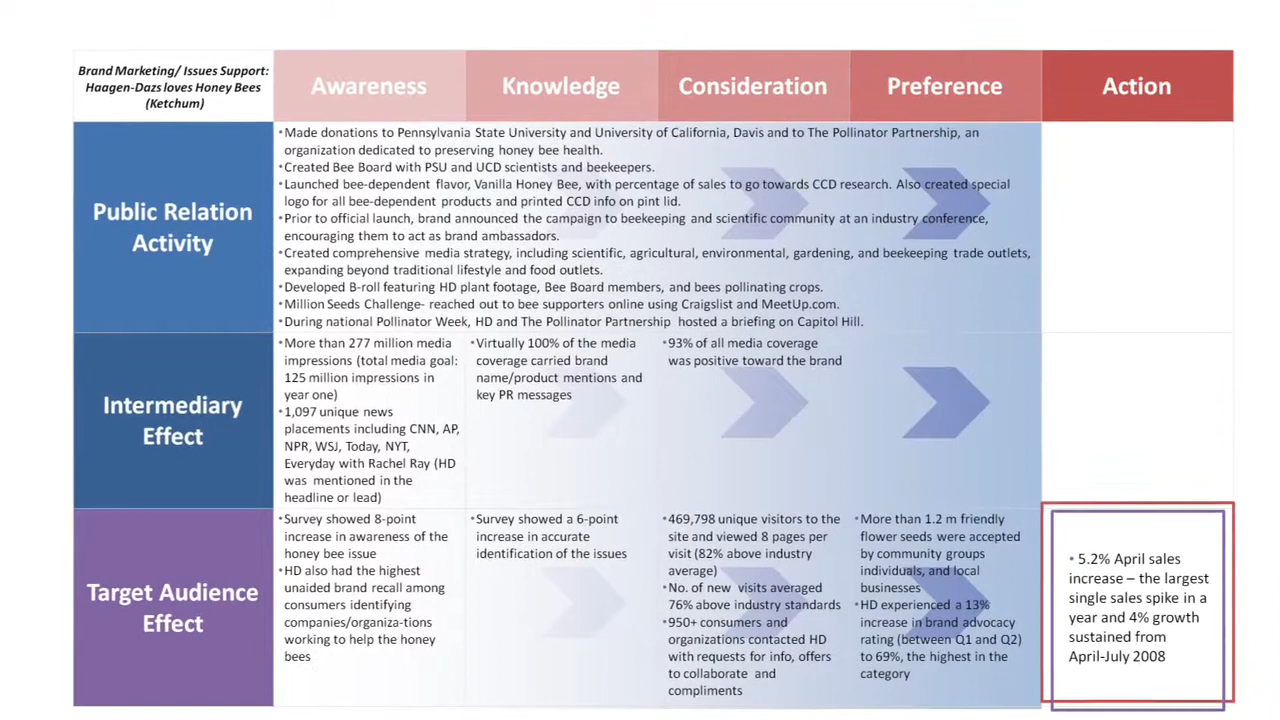 Brand Marketing/ Issues Support:
Haagen-Dazs loves Honey Bees
(Ketchum)
Awareness
Knowledge
Consideration
Preference
Action
Public Relation
Activity
•Made donations to Pennsylvania State University and University of California, Davis and to The Pollinator Partnership, an
organization dedicated to preserving honey bee health.
•Created Bee Board with PSU and UCD scientists and beekeepers.
•Launched bee-dependent flavor, Vanilla Honey Bee, with percentage of sales to go towards CCD research. Also created special
logo for all bee-dependent products and printed CCD info on pint lid.
•Prior to official launch, brand announced the campaign to beekeeping and scientific community at an industry conference,
encouraging them to act as brand ambassadors.
•Created comprehensive media strategy, including scientific, agricultural, environmental, gardening, and beekeeping trade outlets,
expanding beyond traditional lifestyle and food outlets.
•Developed B-roll featuring HD plant footage, Bee Board members, and bees pollinating crops.
•Million Seeds Challenge- reached out to bee supporters online using Craigslist and MeetUp.com.
•During national Pollinator Week, HD and The Pollinator Partnership hosted a briefing on Capitol Hill.
Intermediary
Effect
•More than 277 million media
impressions (total media goal:
125 million impressions in
year one)
•1,097 unique news
placements including CNN, AP,
NPR, WSJ, Today, NYT,
Everyday with Rachel Ray (HD
was mentioned in the
headline or lead)
•Virtually 100% of the media
coverage carried brand
name/product mentions and
key PR messages
•93% of all media coverage
was positive toward the brand
Target Audience
Effect
•Survey showed 8-point
increase in awareness of the
honey bee issue
•HD also had the highest
unaided brand recall among
consumers identifying
companies/organiza-tions
working to help the honey
bees
•Survey showed a 6-point
increase in accurate
identification of the issues
•469,798 unique visitors to the
site and viewed 8 pages per
visit (82% above industry
average)
•No. of new visits averaged
76% above industry standards
•950+ consumers and
organizations contacted HD
with requests for info, offers
to collaborate and
compliments
•More than 1.2 m friendly
flower seeds were accepted
by community groups
individuals, and local
businesses
•HD experienced a 13%
increase in brand advocacy
rating (between Q1 and Q2)
to 69%, the highest in the
category
• 5.2% April sales
increase – the largest
single sales spike in a
year and 4% growth
sustained from
April-July 2008